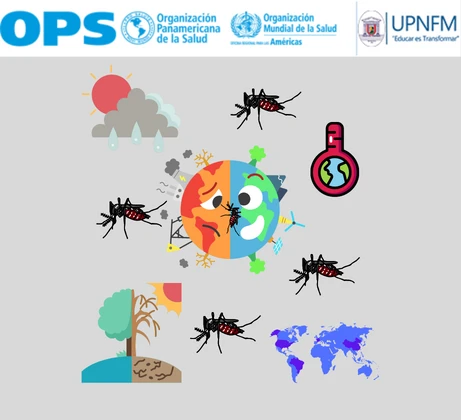 OPS
Organización
Panamericana
de la Salud
Organización
Mundial de la Salud
Américas
UPNFM
"Educar es Transformar"